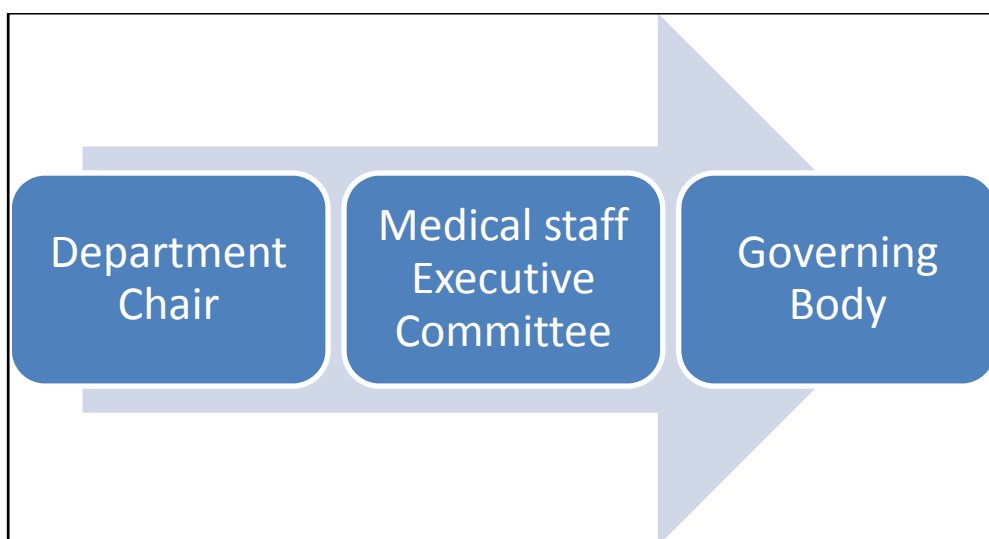 Department
Chair
Medical staff
Executive
Committee
Governing
Body